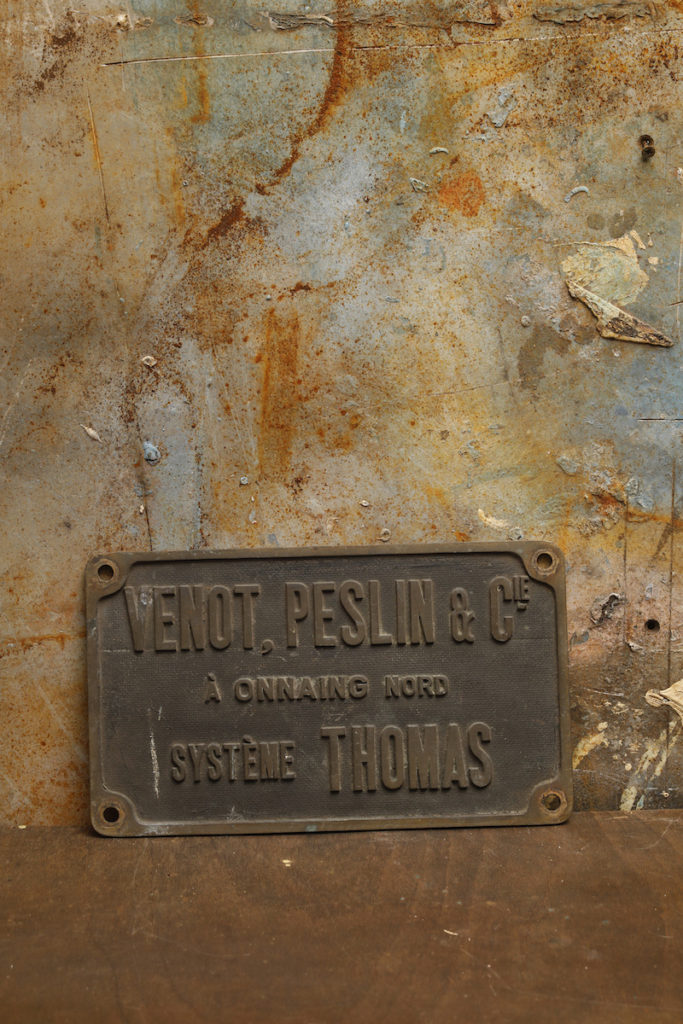 VENOT, PESLIN & CIE
À ONNAING NORD
SYSTÈME THOMAS